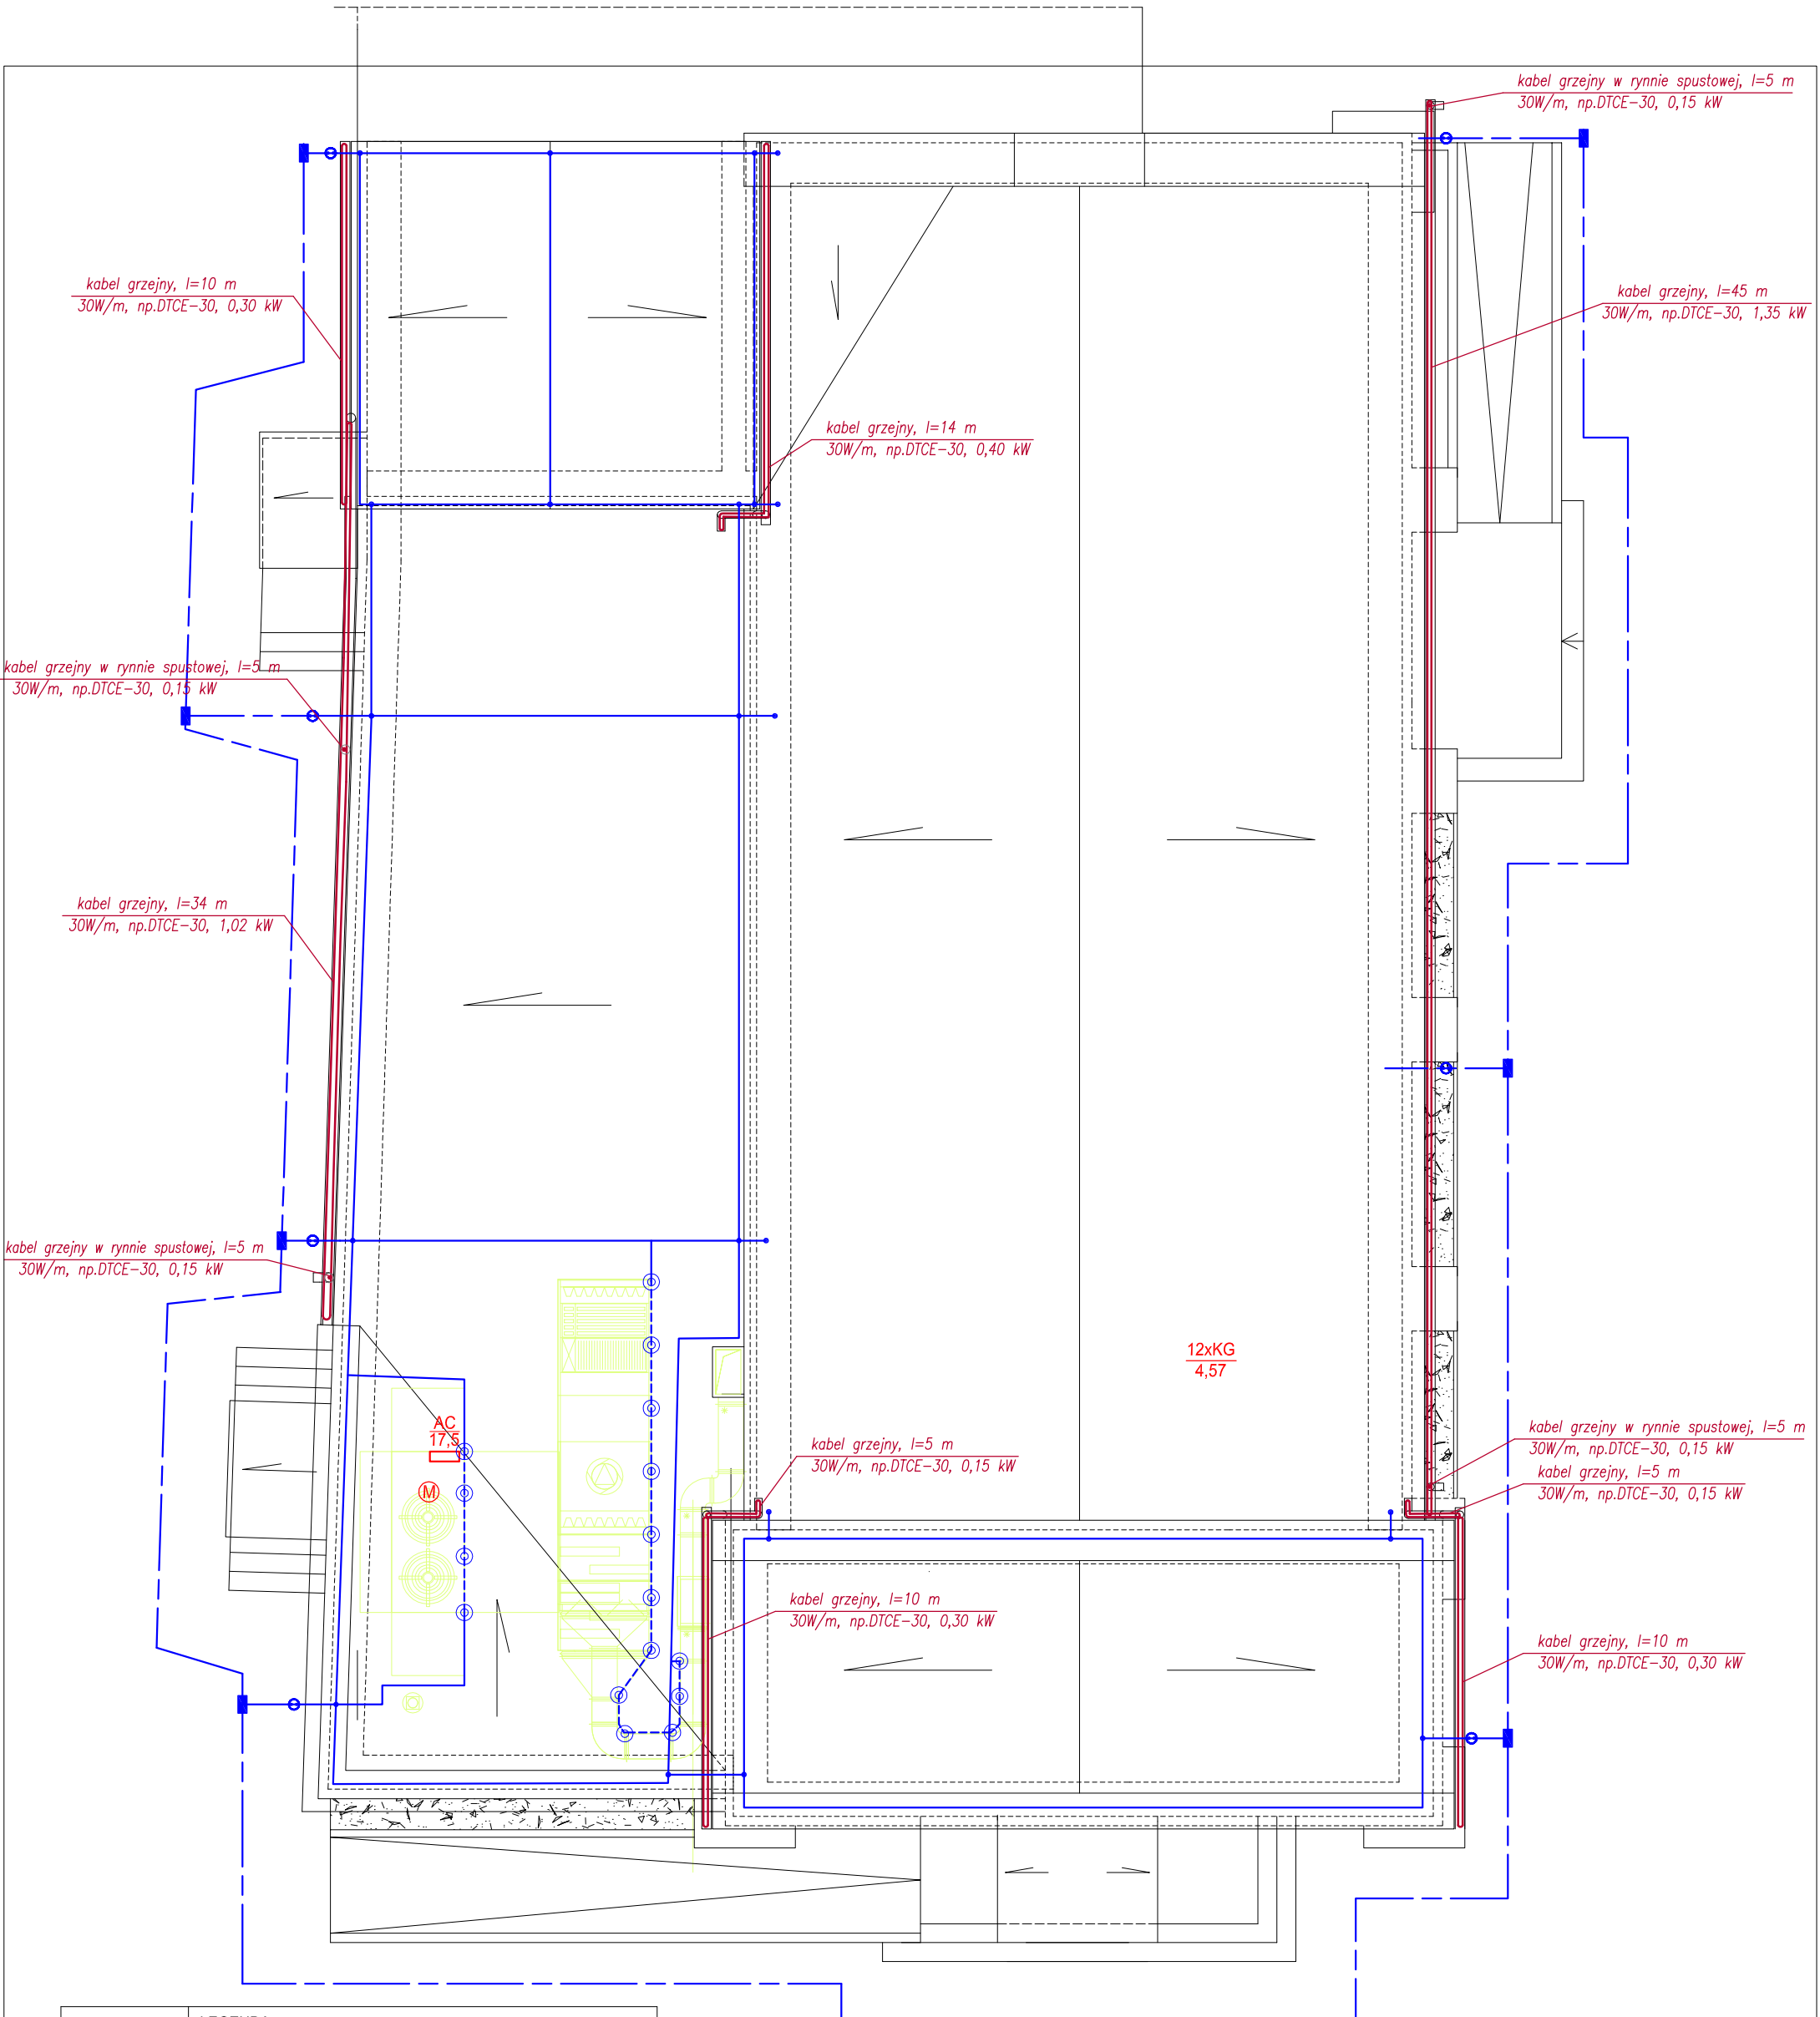 kabel grzejny w rynnie spustowej, l=5 m
30W/m, np.DTCE-30, 0,15 kW
kabel grzejny, l=10 m
30W/m, np.DTCE-30, 0,30 kW
kabel grzejny, l=45 m
30W/m, np.DTCE-30, 1,35 kW
kabel grzejny, l=14 m
30W/m, np.DTCE-30, 0,40 kW
kabel grzejny w rynnie spustowej, l=5 m
30W/m, np.DTCE-30, 0,15 kW
kabel grzejny, l=34 m
30W/m, np.DTCE-30, 1,02 kW
kabel grzejny w rynnie spustowej, l=5 m
30W/m, np.DTCE-30, 0,15 kW
12xKG
4,57
AC
17,5
M
kabel grzejny, l=5 m
30W/m, np.DTCE-30, 0,15 kW
kabel grzejny w rynnie spustowej, l=5 m
30W/m, np.DTCE-30, 0,15 kW
kabel grzejny, l=5 m
30W/m, np.DTCE-30, 0,15 kW
kabel grzejny, l=10 m
30W/m, np.DTCE-30, 0,30 kW
kabel grzejny, l=10 m
30W/m, np.DTCE-30, 0,30 kW